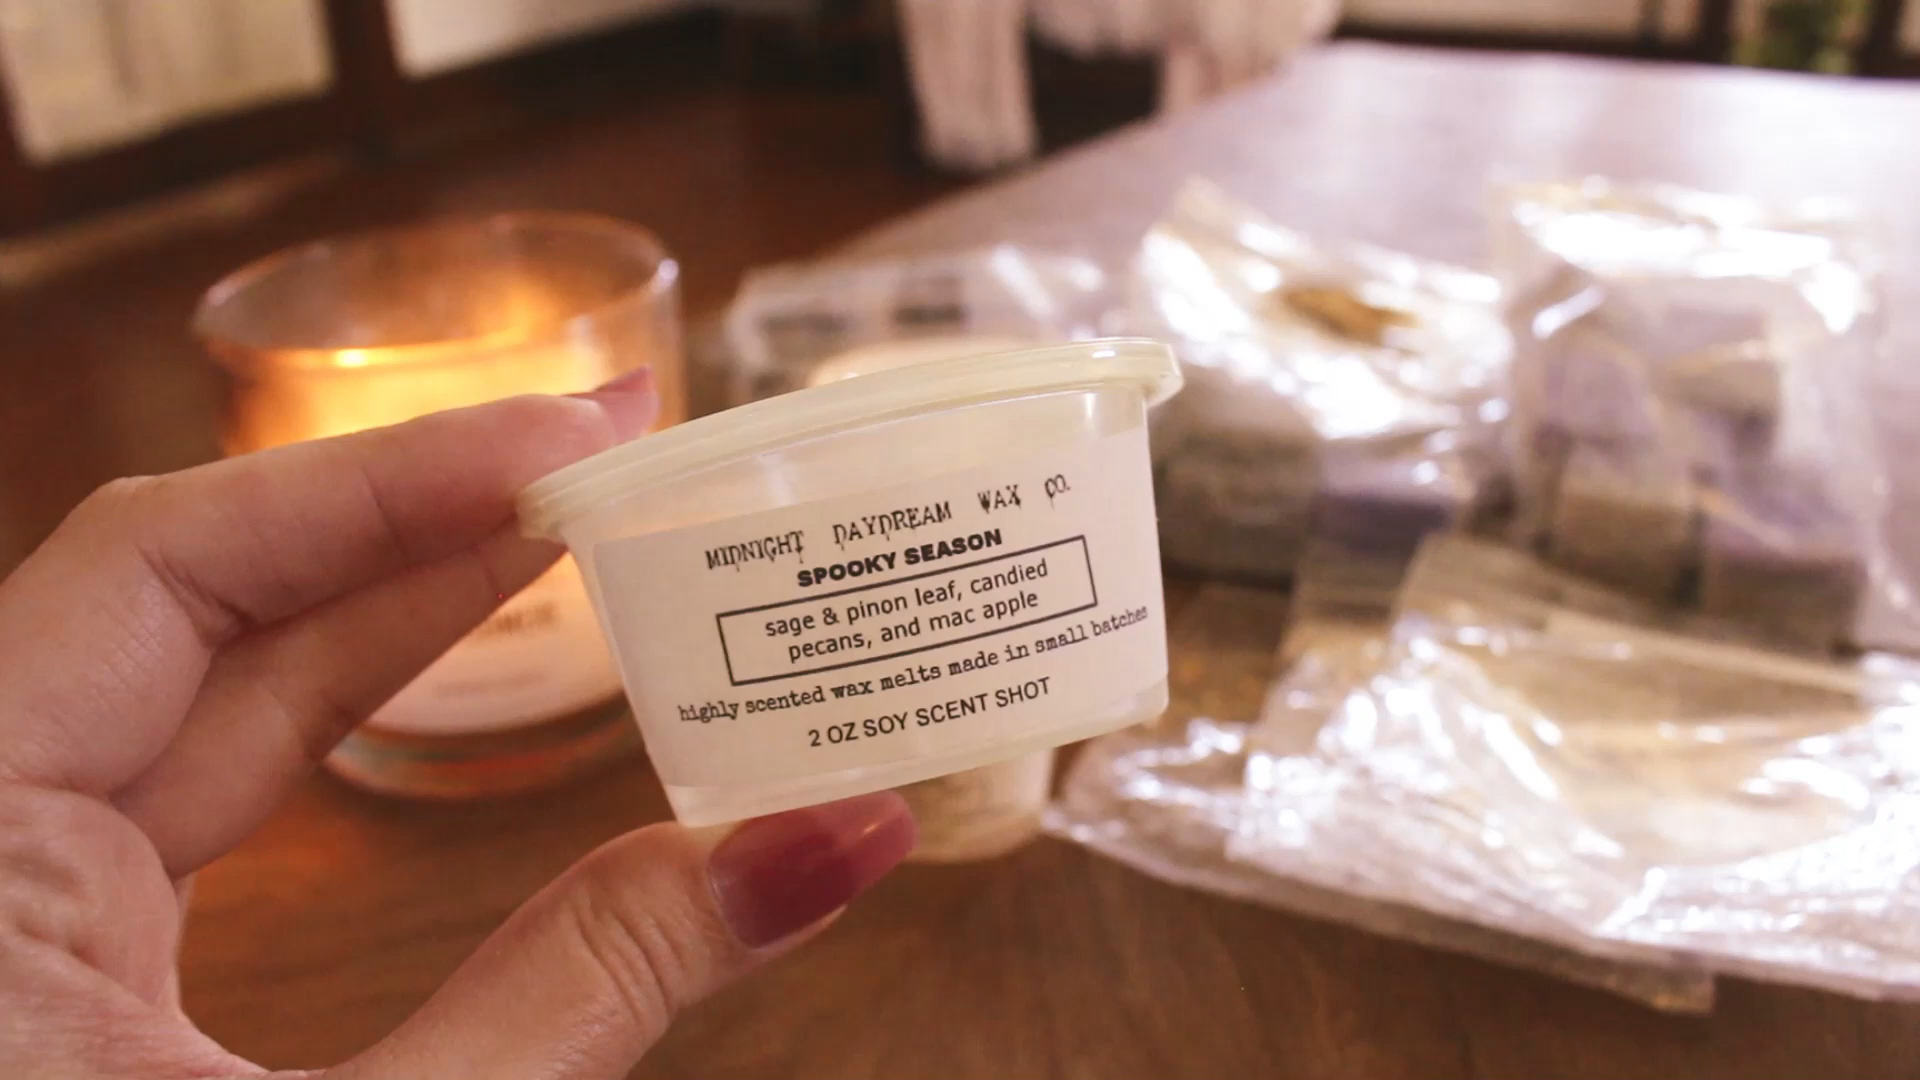 MIDNIGHT DAYDREAM WAX CO.
SPOOKY SEASON
sage & pinon leaf, candied
pecans, and mac apple
highly scented wax melts made in small batches
2 OZ SOY SCENT SHOT